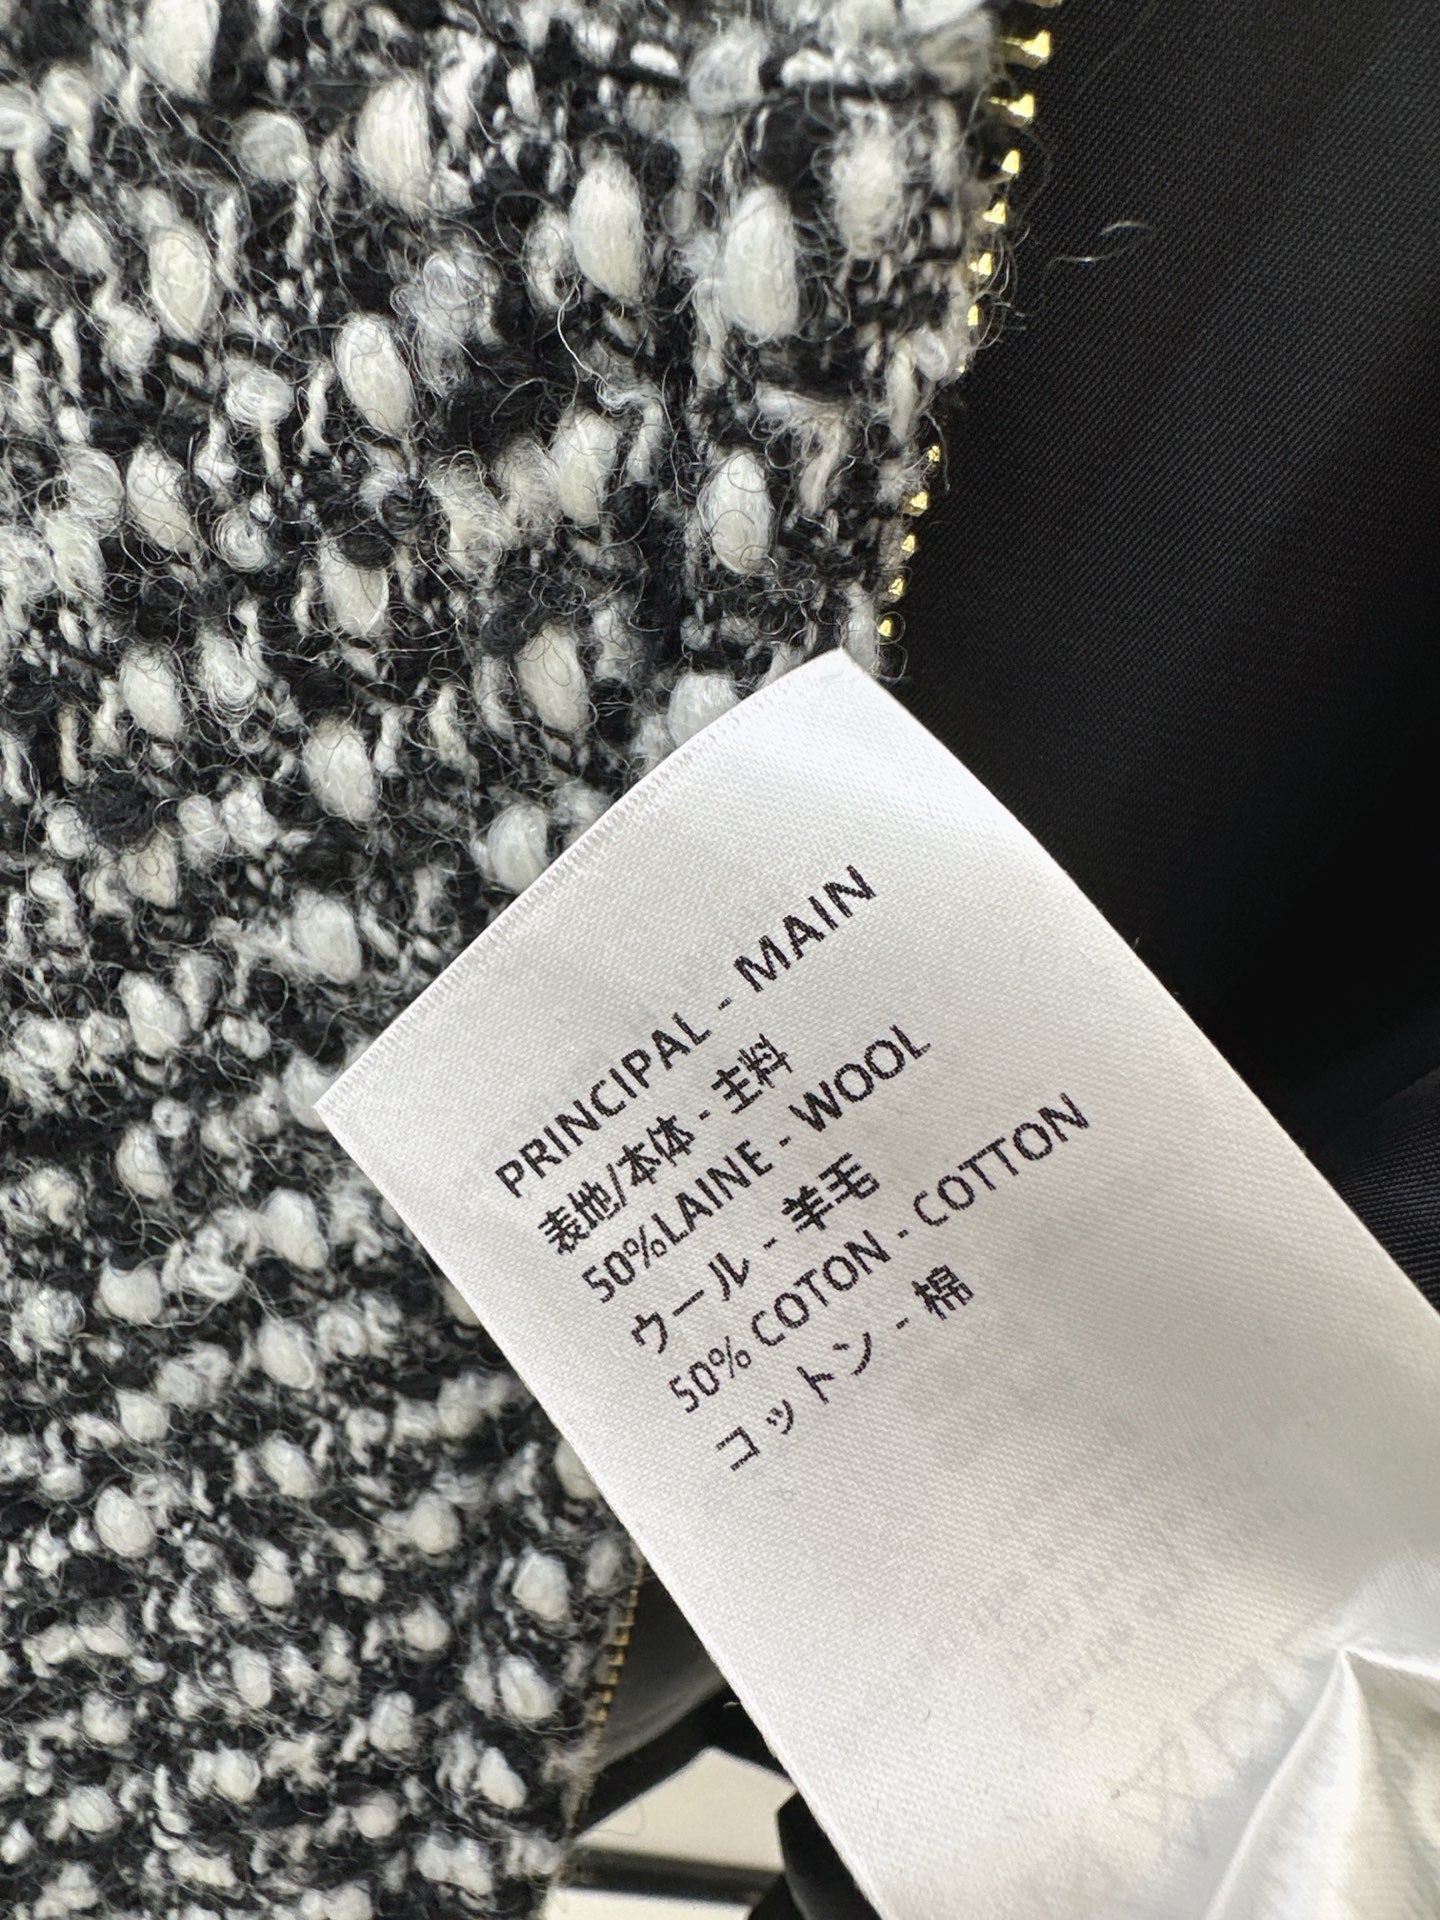 PRINCIPAL - MAIN
表地/本体 - 主料
50%LAINE - WOOL
ウール - 羊毛
50% COTON - COTTON
コットン - 棉